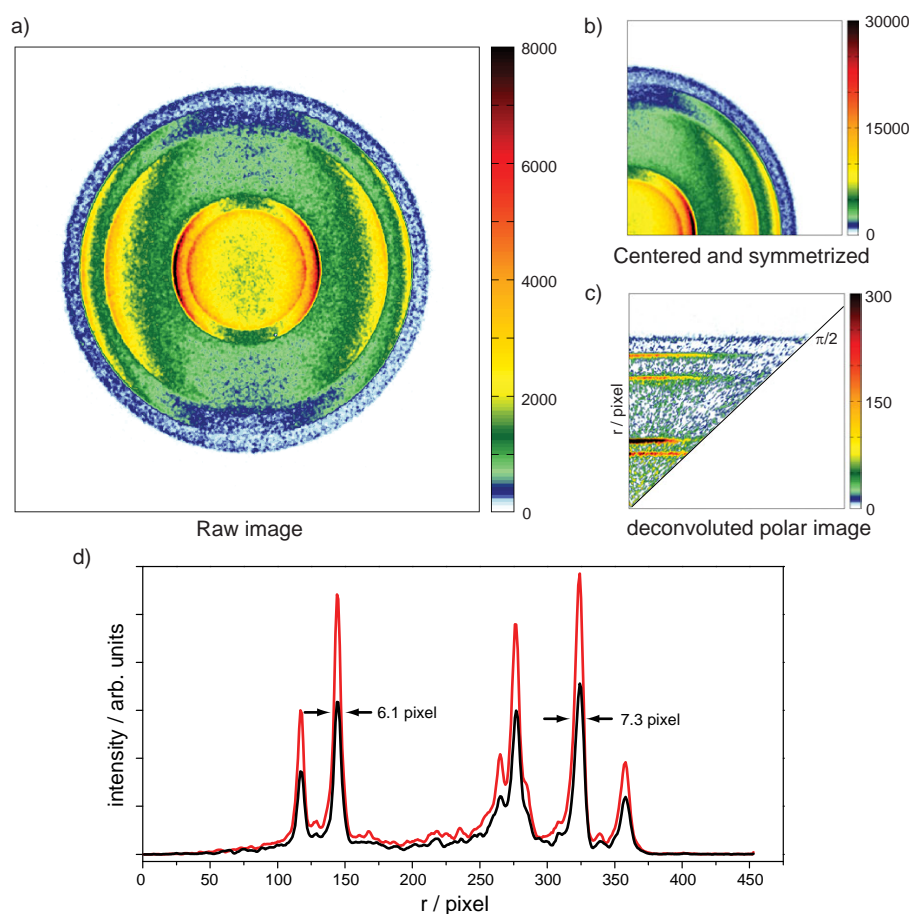 a)
8000
6000
4000
2000
0
Raw image
b)
30000
15000
0
Centered and symmetrized
c)
300
150
0
π/2
r / pixel
deconvoluted polar image
d)
intensity / arb. units
6.1 pixel
7.3 pixel
0 50 100 150 200 250 300 350 400 450
r / pixel